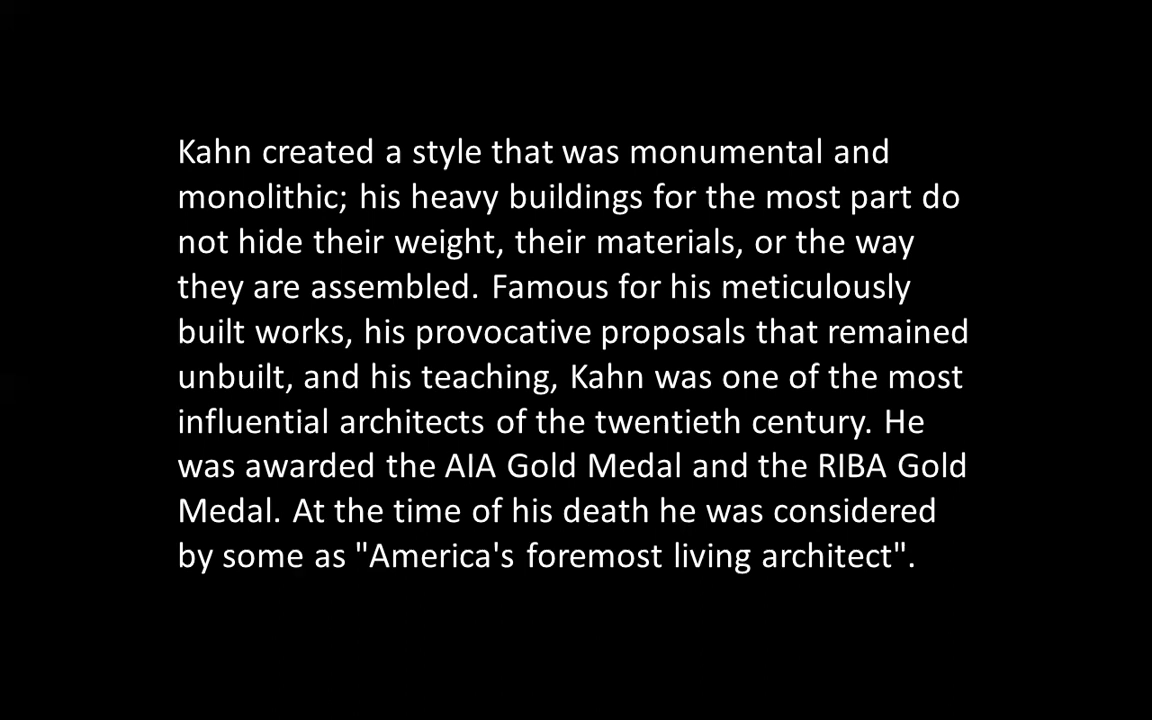 Kahn created a style that was monumental and
monolithic; his heavy buildings for the most part do
not hide their weight, their materials, or the way
they are assembled. Famous for his meticulously
built works, his provocative proposals that remained
unbuilt, and his teaching, Kahn was one of the most
influential architects of the twentieth century. He
was awarded the AIA Gold Medal and the RIBA Gold
Medal. At the time of his death he was considered
by some as "America's foremost living architect".